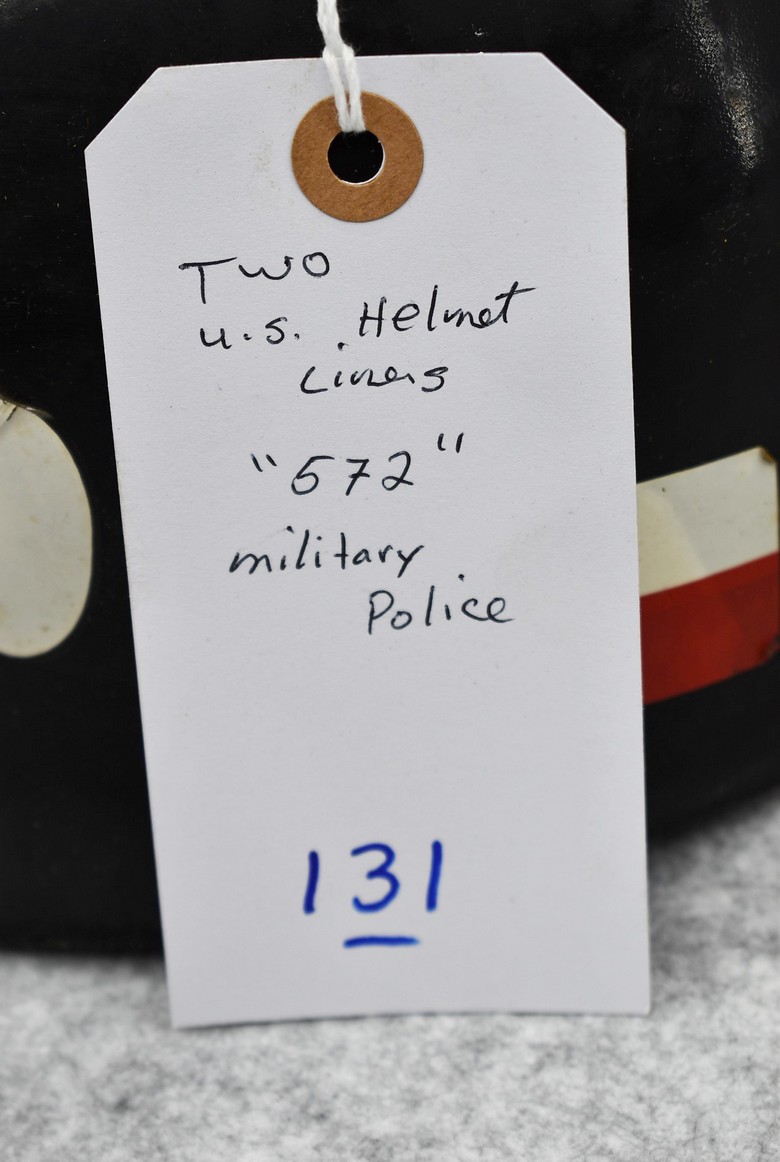 Two
U.S. Helmet
Liners
"572"
military
Police
131